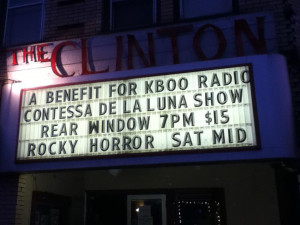 THE CLINTON
A BENEFIT FOR KBOO RADIO
CONTESSA DE LA LUNA SHOW
REAR WINDOW 7PM $15
ROCKY HORROR SAT MID